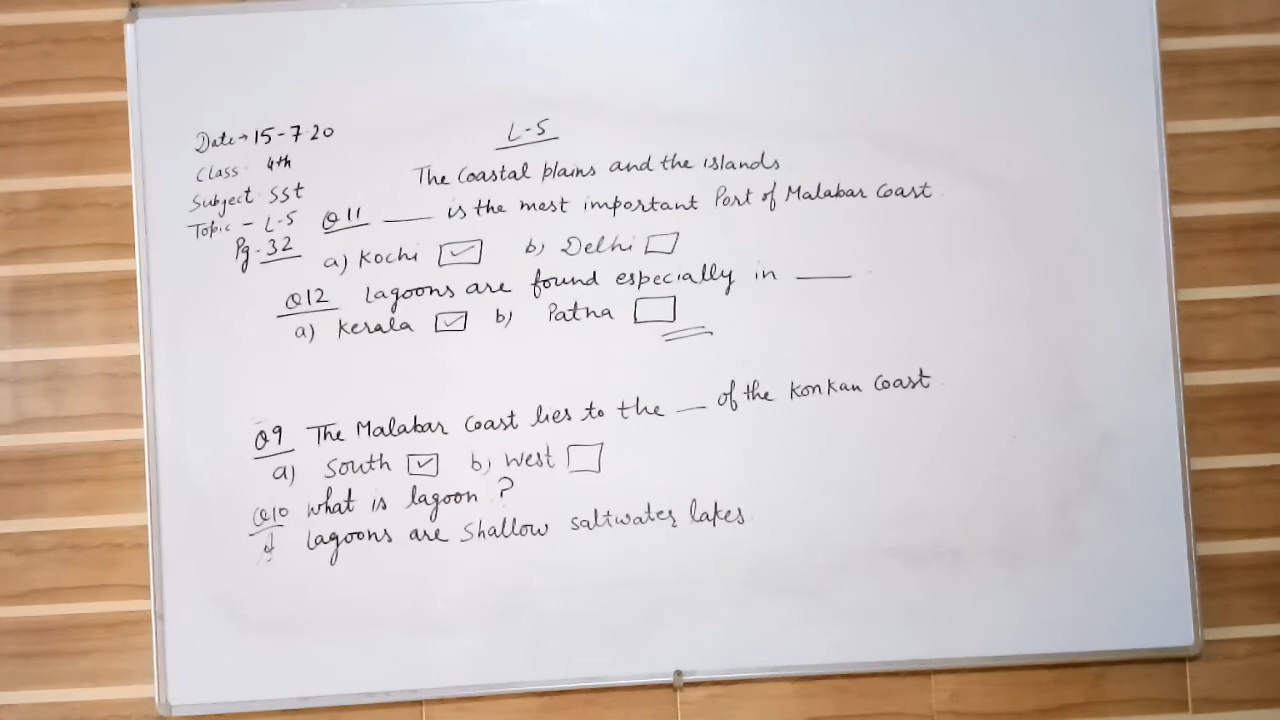 L-5
Date → 15-7-20
Class- 4th
The Coastal plains and the islands
Subject- SSt
Topic - L-5
Pg-32
Q11 ___ is the most important Port of Malabar Coast
a) Kochi ☑ b) Delhi ☐
Q12 Lagoons are found especially in ___
a) Kerala ☑ b) Patna ☐
Q9 The Malabar Coast lies to the __ of the Konkan Coast
a) South ☑ b) West ☐
Q10 What is lagoon ?
Lagoons are shallow saltwater lakes.